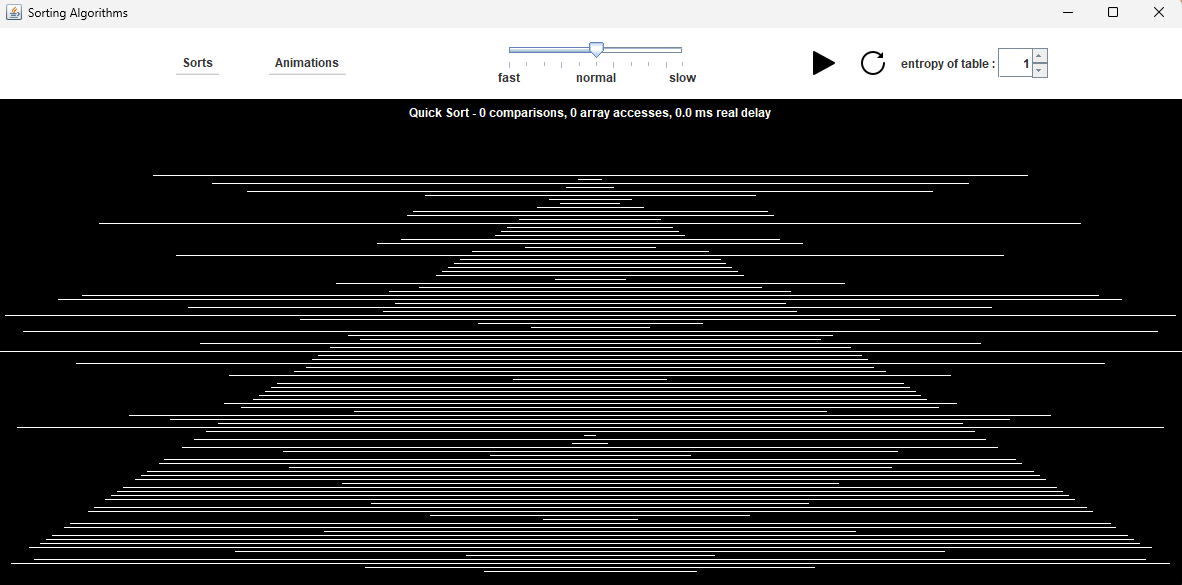 Sorting Algorithms
Sorts
Animations
fast normal slow
entropy of table : 1
Quick Sort - 0 comparisons, 0 array accesses, 0.0 ms real delay